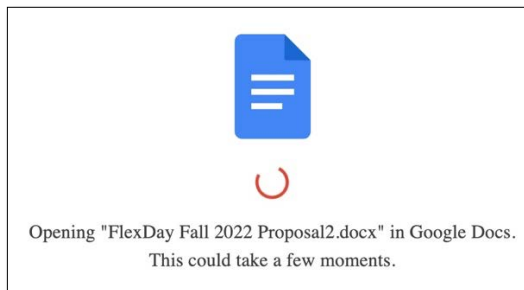 Opening "FlexDay Fall 2022 Proposal2.docx" in Google Docs.
This could take a few moments.